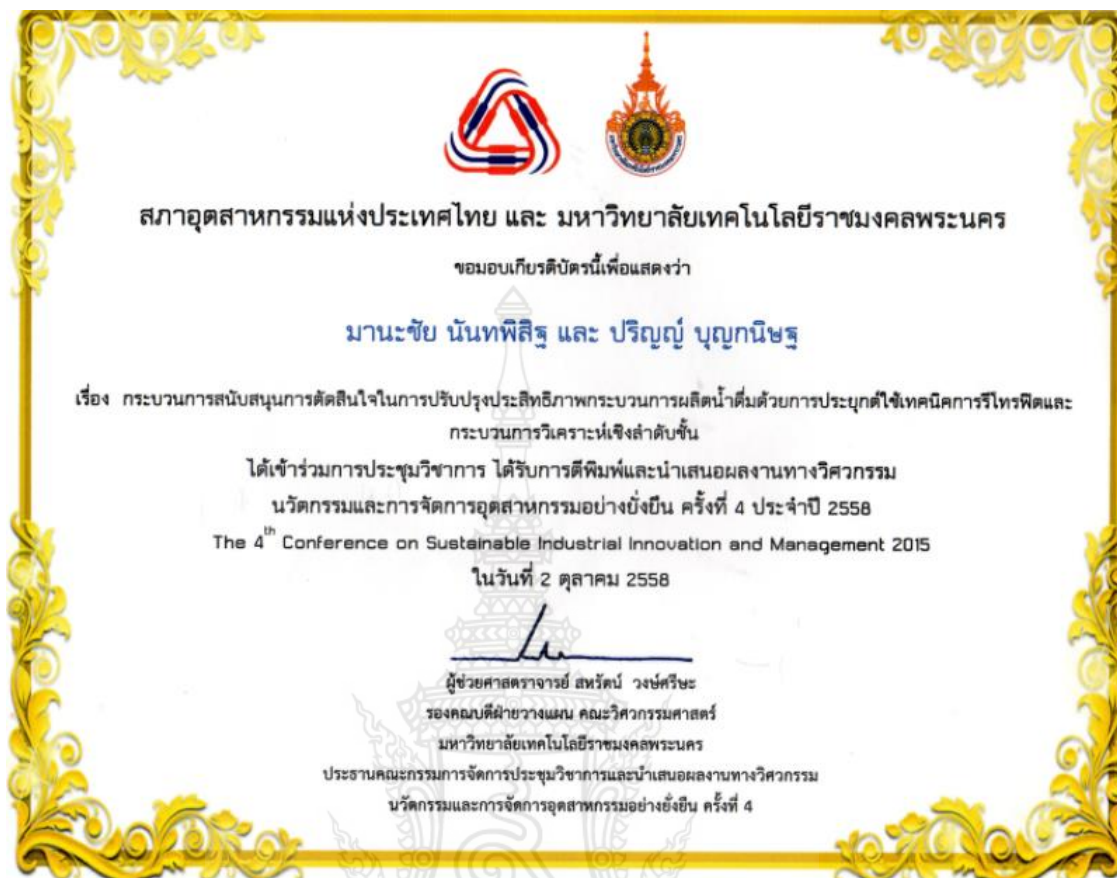 สภาอุตสาหกรรมแห่งประเทศไทย และ มหาวิทยาลัยเทคโนโลยีราชมงคลพระนคร
ขอมอบเกียรติบัตรนี้เพื่อแสดงว่า
มานะชัย นันทพิสิฐ และ ปริญญ์ บุญกนิษฐ
เรื่อง กระบวนการสนับสนุนการตัดสินใจในการปรับปรุงประสิทธิภาพกระบวนการผลิตน้ำดื่มด้วยการประยุกต์ใช้เทคนิคการรีโทรฟิตและ
กระบวนการวิเคราะห์เชิงลำดับชั้น
ได้เข้าร่วมการประชุมวิชาการ ได้รับการตีพิมพ์และนำเสนอผลงานทางวิศวกรรม
นวัตกรรมและการจัดการอุตสาหกรรมอย่างยั่งยืน ครั้งที่ 4 ประจำปี 2558
The 4th Conference on Sustainable Industrial Innovation and Management 2015
ในวันที่ 2 ตุลาคม 2558
ผู้ช่วยศาสตราจารย์ สหรัตน์ วงษ์ศรีษะ
รองคณบดีฝ่ายวางแผน คณะวิศวกรรมศาสตร์
มหาวิทยาลัยเทคโนโลยีราชมงคลพระนคร
ประธานคณะกรรมการจัดการประชุมวิชาการและนำเสนอผลงานทางวิศวกรรม
นวัตกรรมและการจัดการอุตสาหกรรมอย่างยั่งยืน ครั้งที่ 4